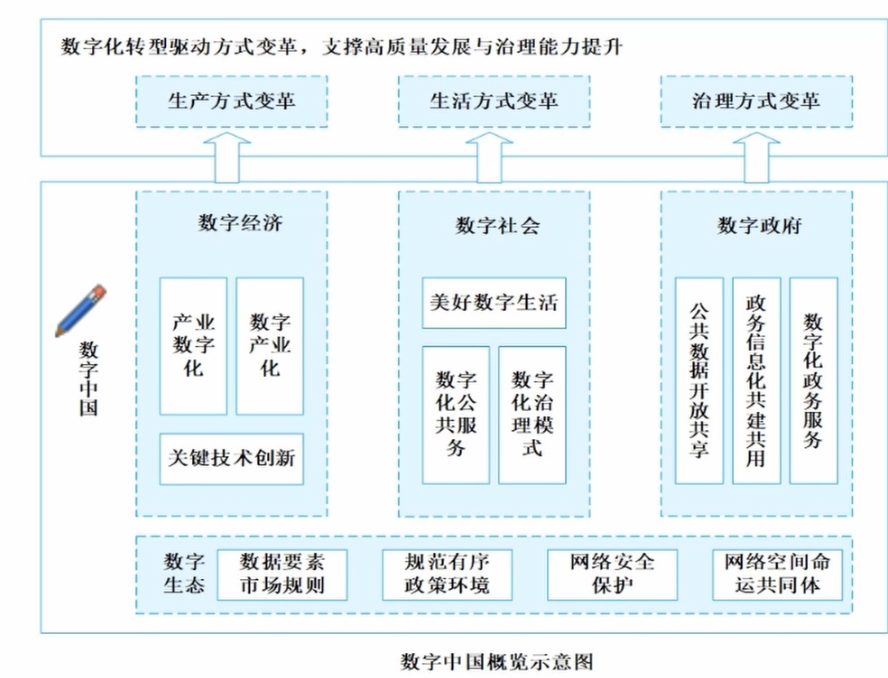 数字化转型驱动方式变革，支撑高质量发展与治理能力提升
生产方式变革
生活方式变革
治理方式变革
数字中国
数字经济
产业
数字
化
数字
产业
化
关键技术创新
数字社会
美好数字生活
数字
化公
共服
务
数字
化治
理模
式
数字政府
公共数据开放共享
政务信息化共建共用
数字化政务服务
数字
生态
数据要素
市场规则
规范有序
政策环境
网络安全
保护
网络空间命
运共同体
数字中国概览示意图